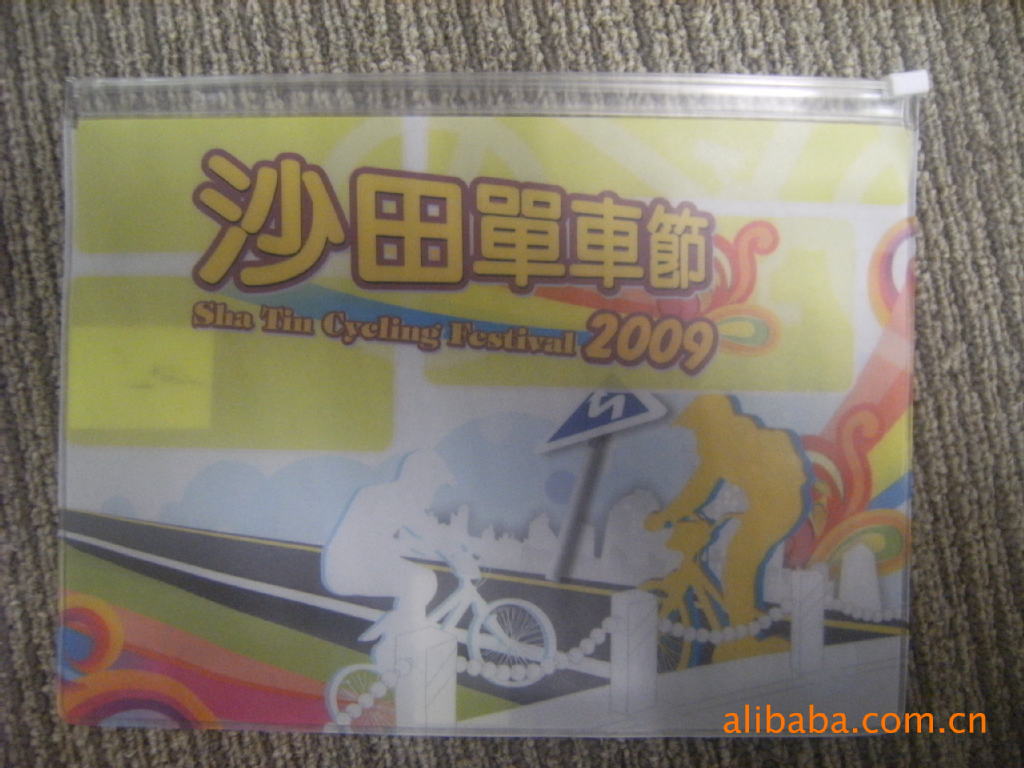 沙田單車節
Sha Tin Cycling Festival 2009
alibaba.com.cn